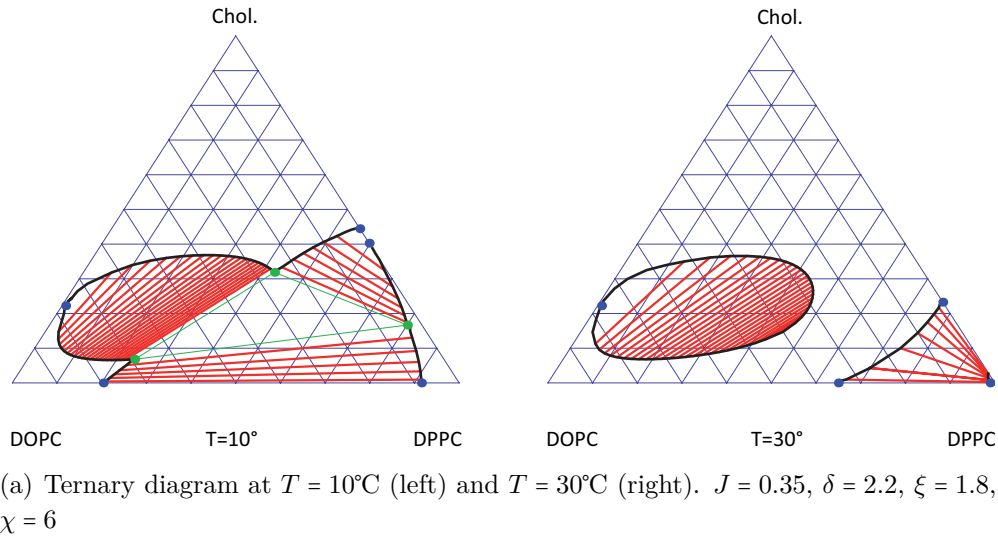 Chol. Chol.
DOPC T=10° DPPC DOPC T=30° DPPC
(a) Ternary diagram at T = 10°C (left) and T = 30°C (right). J = 0.35, δ = 2.2, ξ = 1.8,
χ = 6